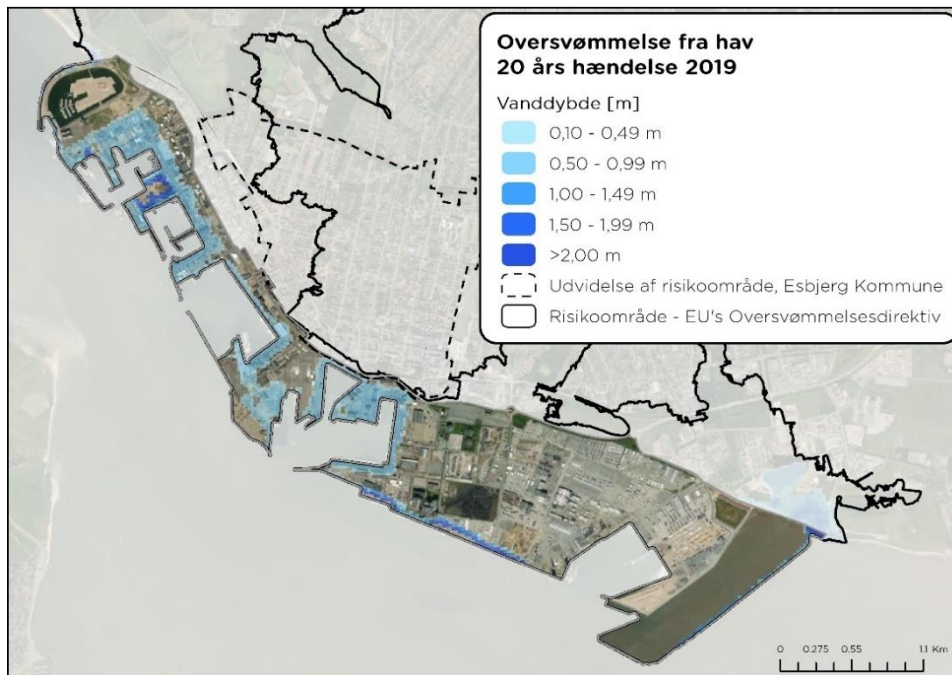 Oversvømmelse fra hav
20 års hændelse 2019
Vanddybde [m]
0,10 - 0,49 m
0,50 - 0,99 m
1,00 - 1,49 m
1,50 - 1,99 m
>2,00 m
Udvidelse af risikoområde, Esbjerg Kommune
Risikoområde - EU's Oversvømmelsesdirektiv
0 0.275 0.55 1.1 Km